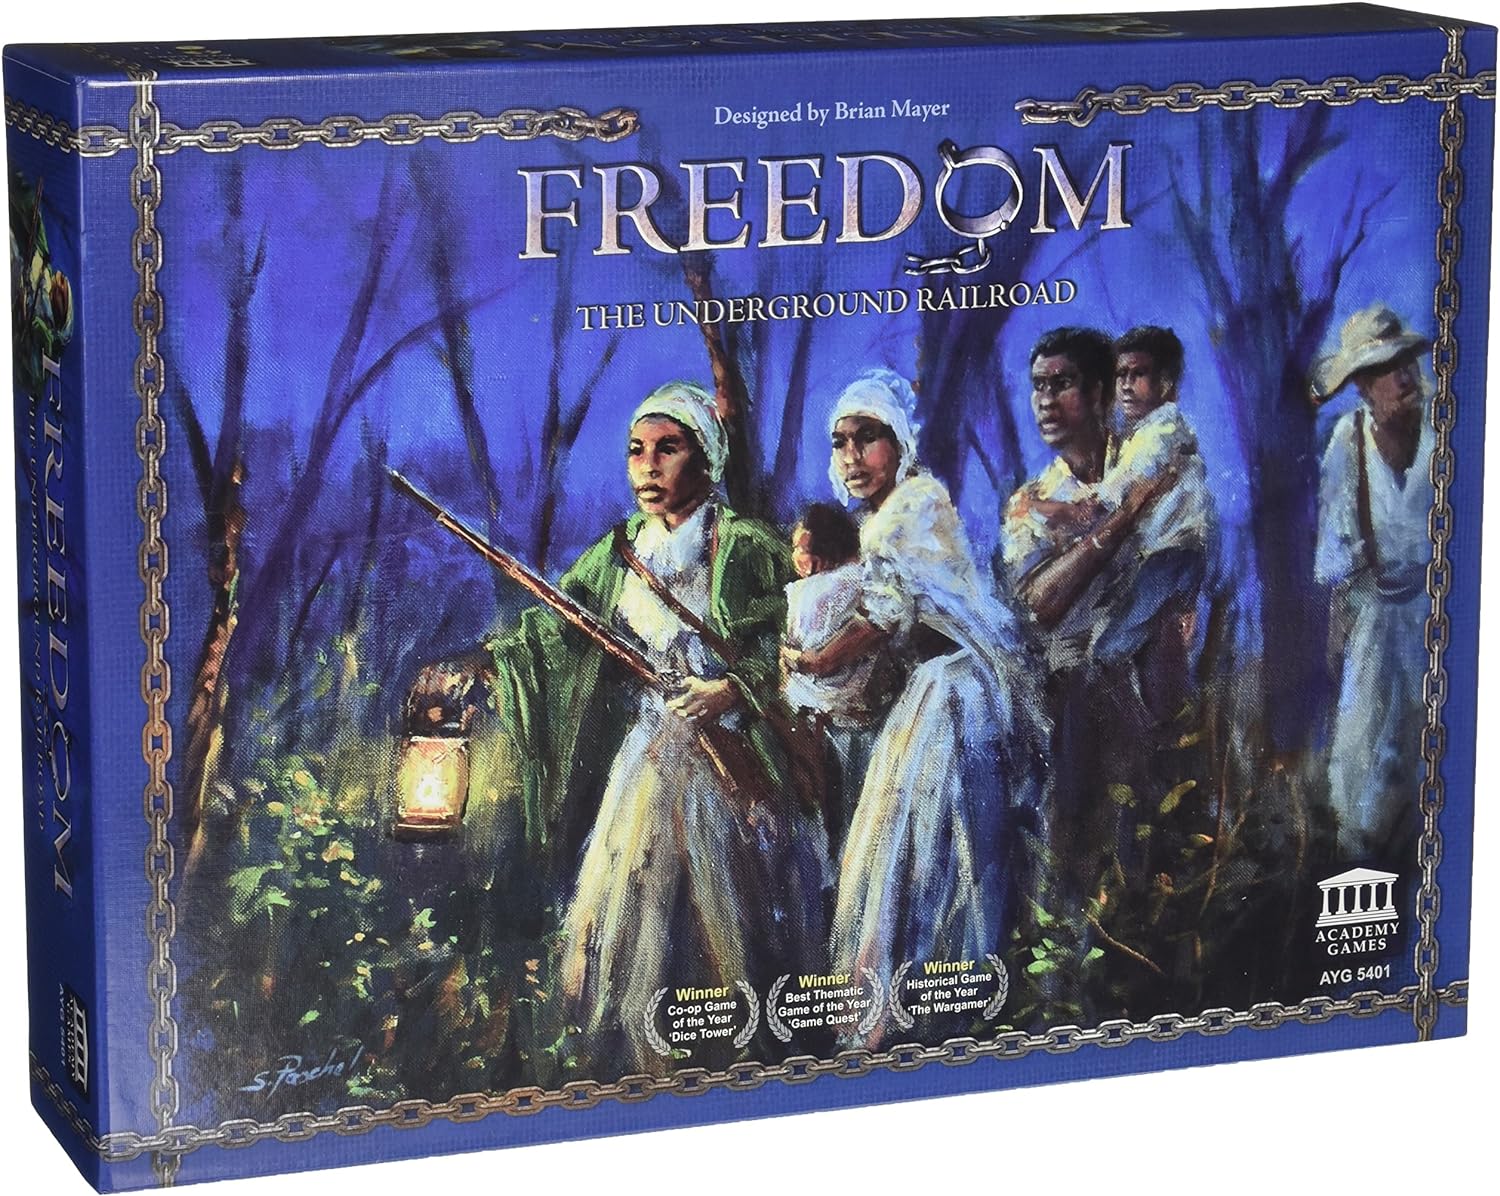 Designed by Brian Mayer
FREEDOM
THE UNDERGROUND RAILROAD
FREEDOM
THE UNDERGROUND RAILROAD
ACADEMY
GAMES
AYG 5401
Winner
Co-op Game
of the Year
'Dice Tower'
Winner
Best Thematic
Game of the Year
'Game Quest'
Winner
Historical Game
of the Year
'The Wargamer'
S. Paschal